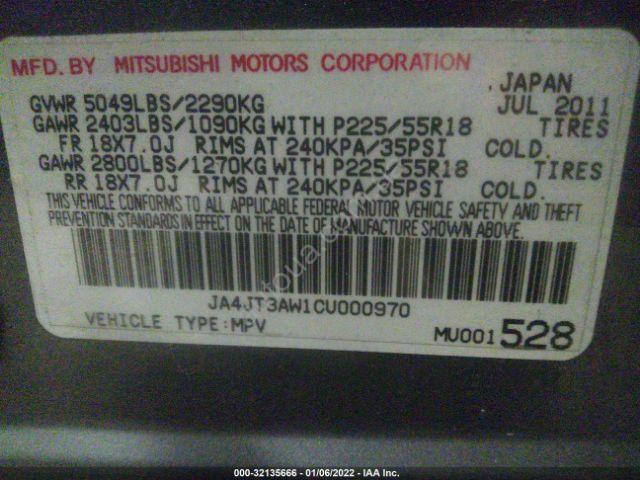 MFD. BY MITSUBISHI MOTORS CORPORATION
JAPAN
GVWR 5049LBS/2290KG JUL 2011
GAWR 2403LBS/1090KG WITH P225/55R18 TIRES
FR 18X7.0J RIMS AT 240KPA/35PSI COLD.
GAWR 2800LBS/1270KG WITH P225/55R18 TIRES
RR 18X7.0J RIMS AT 240KPA/35PSI COLD.
THIS VEHICLE CONFORMS TO ALL APPLICABLE FEDERAL MOTOR VEHICLE SAFETY AND THEFT
PREVENTION STANDARDS IN EFFECT ON THE DATE OF MANUFACTURE SHOWN ABOVE.
JA4JT3AW1CU000970
VEHICLE TYPE:MPV MU001528
000-32135666 - 01/06/2022 - IAA Inc.